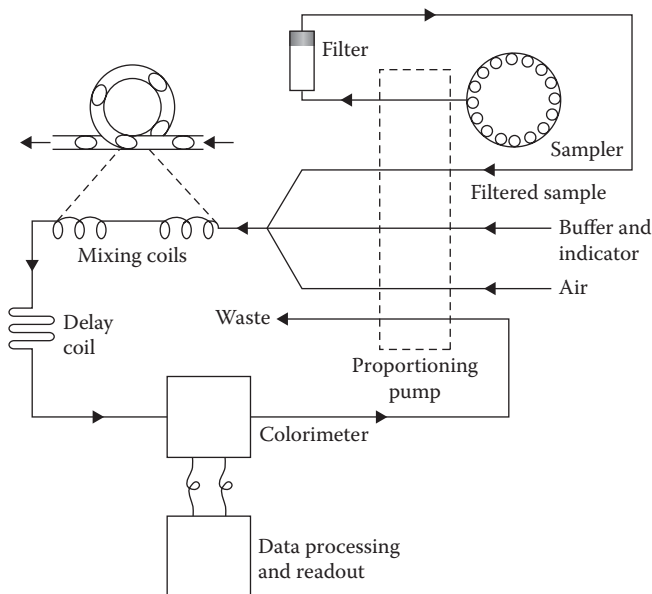 Filter
Sampler
Filtered sample
Buffer and
indicator
Mixing coils
Air
Waste
Delay
coil
Proportioning
pump
Colorimeter
Data processing
and readout